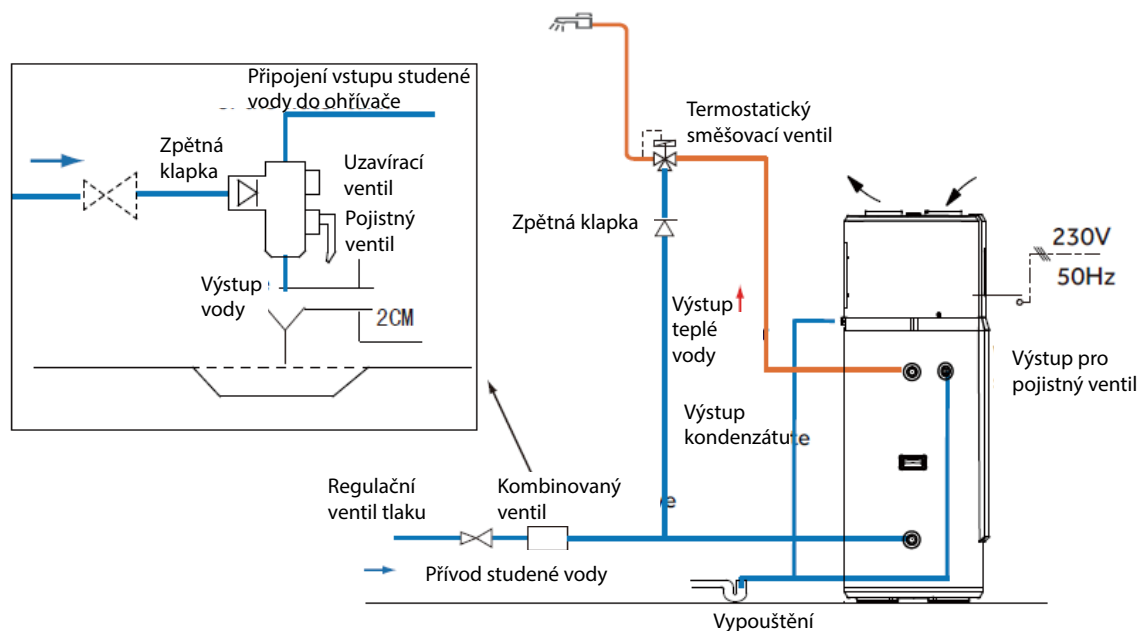 Připojení vstupu studené
vody do ohřívače
Zpětná
klapka
Uzavírací
ventil
Pojistný
ventil
Výstup
vody
2CM
Termostatický
směšovací ventil
Zpětná klapka
230V
50Hz
Výstup
teplé
vody
Výstup pro
pojistný ventil
Výstup
kondenzátute
e
Regulační
ventil tlaku
Kombinovaný
ventil
Přívod studené vody
Vypouštění